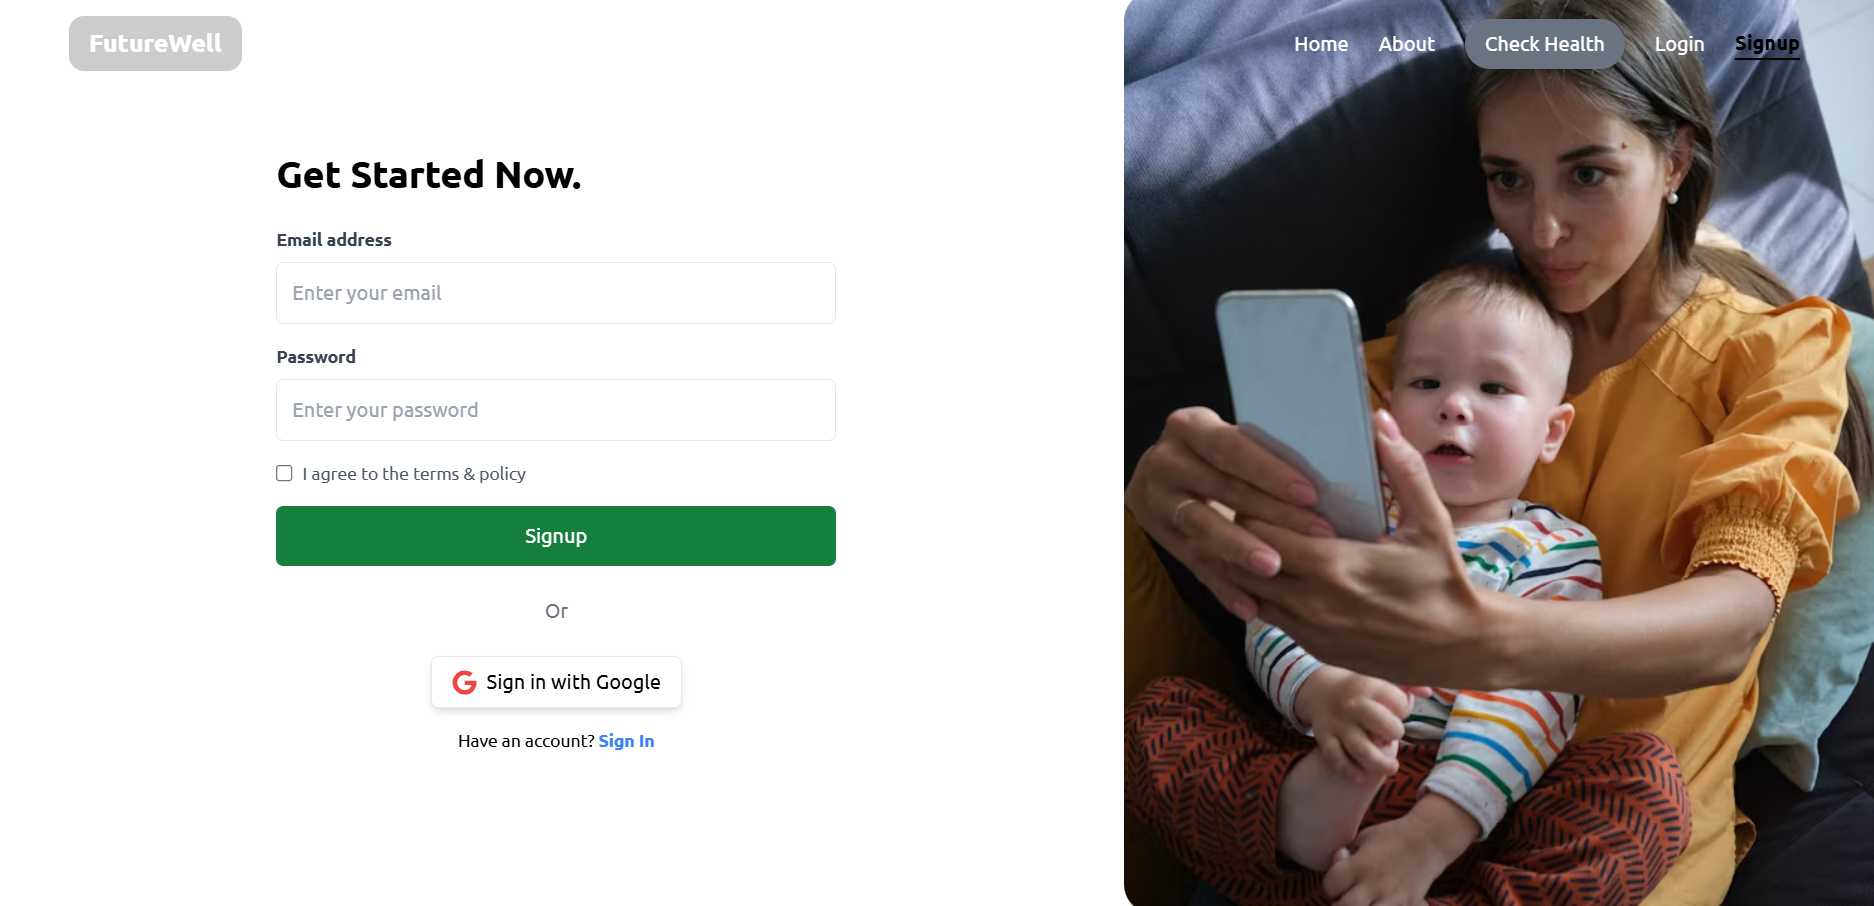 FutureWell
Home About Check Health Login Signup
Get Started Now.
Email address
Enter your email
Password
Enter your password
I agree to the terms & policy
Signup
Or
Sign in with Google
Have an account? Sign In